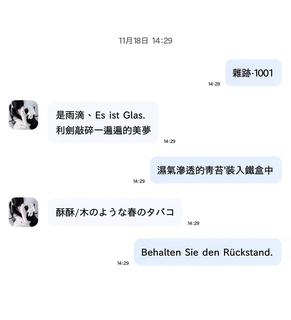 11月18日 14:29
雜跡·1001
14:29
是雨滴、Es ist Glas.
利劍敲碎一遍遍的美夢
14:29
濕氣滲透的青苔'裝入鐵盒中
14:29
酥酥/木のような春のタバコ
14:29
Behalten Sie den Rückstand.
14:29